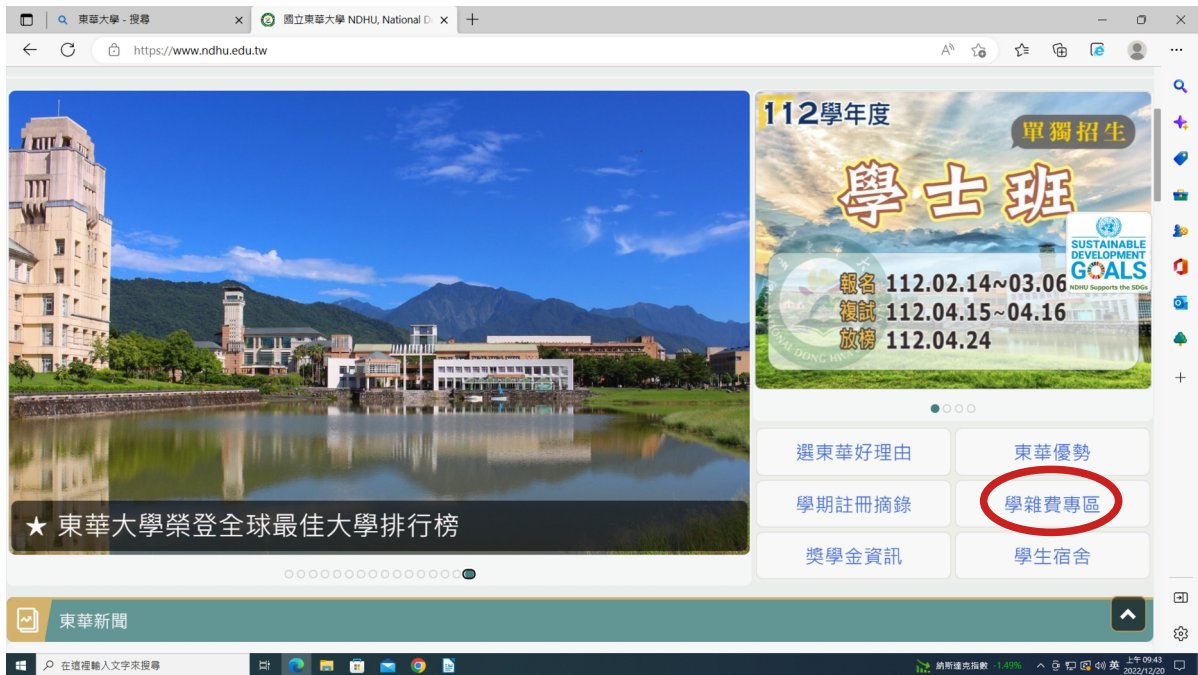 東華大學 - 搜尋
國立東華大學 NDHU, National D
https://www.ndhu.edu.tw
112學年度
單獨招生
學士班
SUSTAINABLE
DEVELOPMENT
GOALS
NDHU Supports the SDGs
報名 112.02.14~03.06
複試 112.04.15~04.16
放榜 112.04.24
★ 東華大學榮登全球最佳大學排行榜
選東華好理由
東華優勢
學期註冊摘錄
學雜費專區
獎學金資訊
學生宿舍
東華新聞
在這裡輸入文字來搜尋
納斯達克指數 -1.49%
英
上午 09:43
2022/12/20